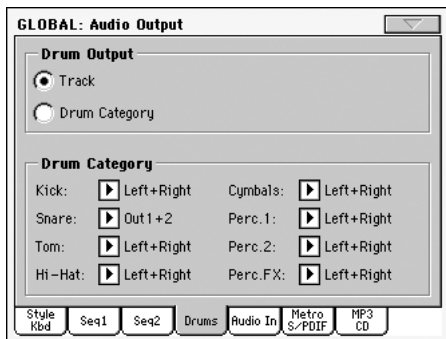 GLOBAL: Audio Output
Drum Output
Track
Drum Category
Drum Category
Kick: Left+Right Cymbals: Left+Right
Snare: Out1+2 Perc.1: Left+Right
Tom: Left+Right Perc.2: Left+Right
Hi-Hat: Left+Right Perc.FX: Left+Right
Style Kbd Seq1 Seq2 Drums Audio In Metro S/PDIF MP3 CD